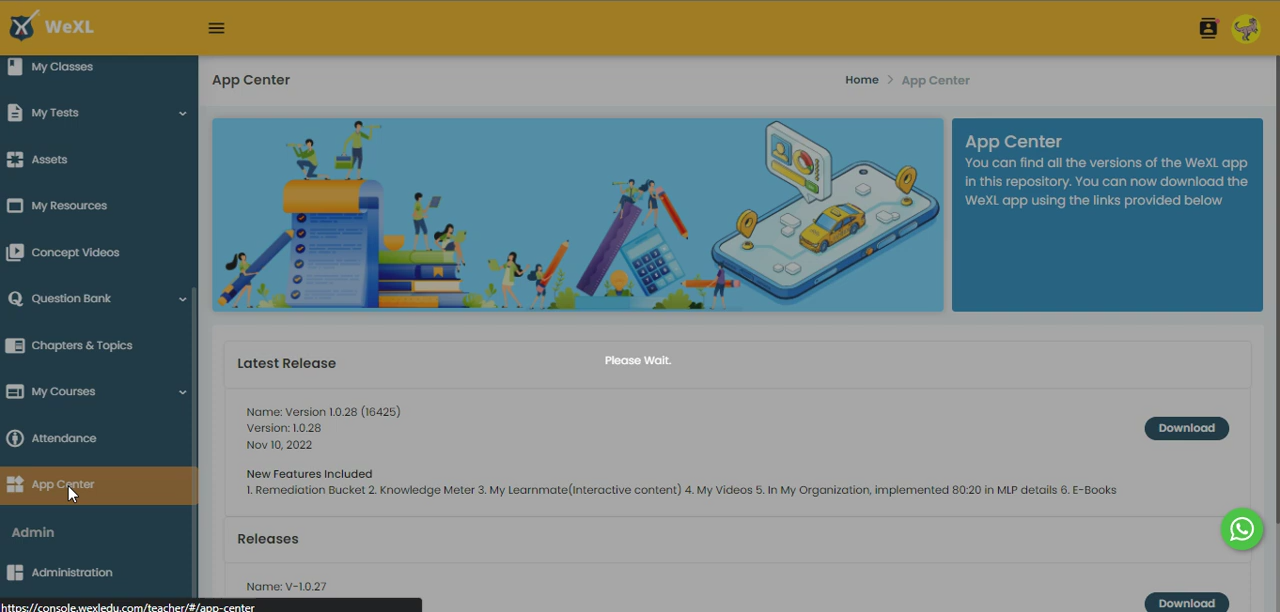 WeXL
My Classes
My Tests
Assets
My Resources
Concept Videos
Question Bank
Chapters & Topics
My Courses
Attendance
App Center
Admin
Administration
https://console.wexledu.com/teacher/#/app-center
App Center
Home > App Center
App Center
You can find all the versions of the WeXL app
in this repository. You can now download the
WeXL app using the links provided below
Please Wait.
Latest Release
Name: Version 1.0.28 (16425)
Version: 1.0.28
Nov 10, 2022
Download
New Features Included
1. Remediation Bucket 2. Knowledge Meter 3. My Learnmate(Interactive content) 4. My Videos 5. In My Organization, implemented 80:20 in MLP details 6. E-Books
Releases
Name: V-1.0.27
Download